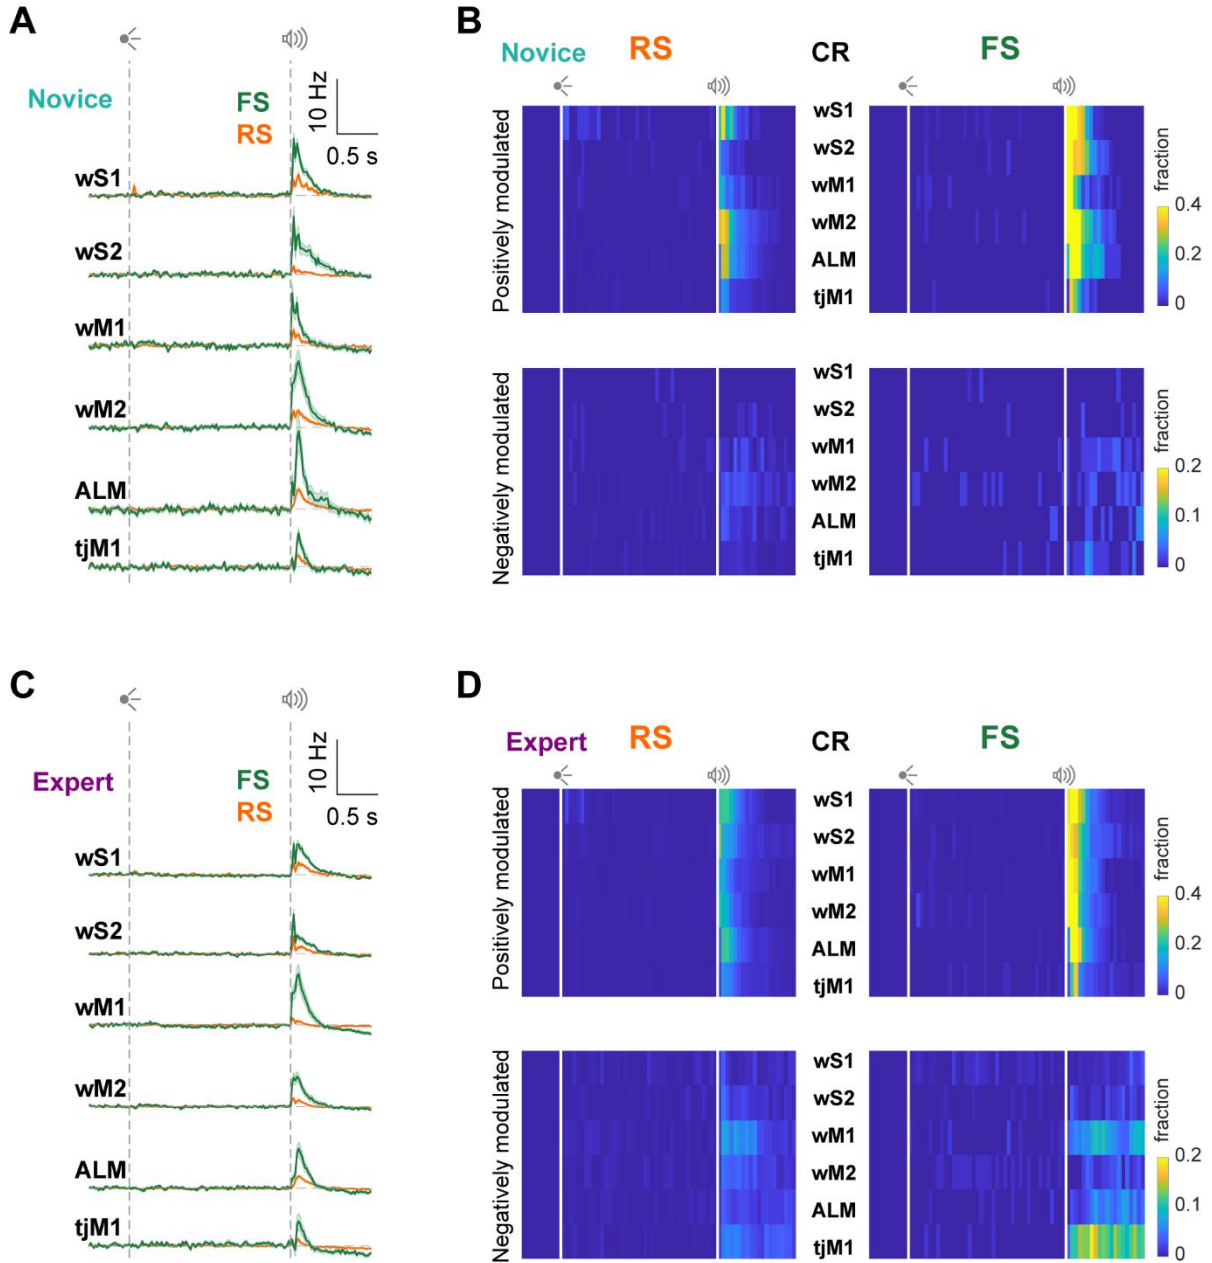 A
Novice
FS
RS
10 Hz
0.5 s
wS1
wS2
wM1
wM2
ALM
tjM1
B
Novice
RS
CR
FS
Positively modulated
wS1
wS2
wM1
wM2
ALM
tjM1
fraction
0.4
0.2
0
Negatively modulated
wS1
wS2
wM1
wM2
ALM
tjM1
fraction
0.2
0.1
0
C
Expert
FS
RS
10 Hz
0.5 s
wS1
wS2
wM1
wM2
ALM
tjM1
D
Expert
RS
CR
FS
Positively modulated
wS1
wS2
wM1
wM2
ALM
tjM1
fraction
0.4
0.2
0
Negatively modulated
wS1
wS2
wM1
wM2
ALM
tjM1
fraction
0.2
0.1
0